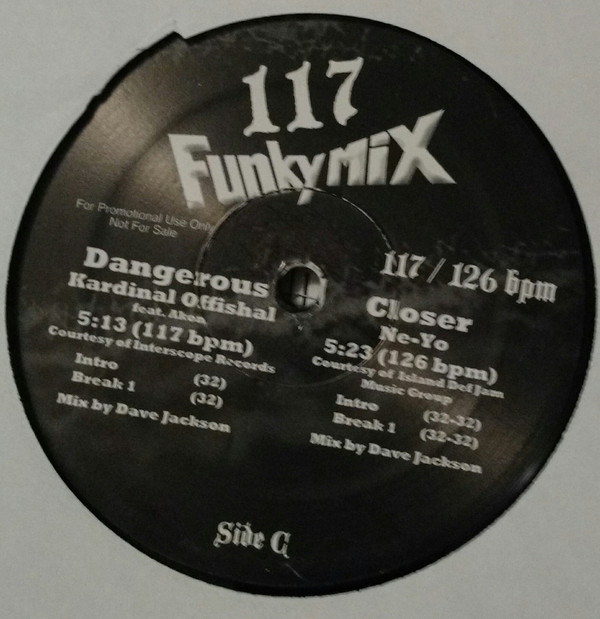 117
Funkymix
For Promotional Use Only
Not For Sale
Dangerous
Kardinal Offishal
feat. Akon
5:13 (117 bpm)
Courtesy of Interscope Records
Intro (32)
Break 1 (32)
Mix by Dave Jackson
117 / 126 bpm
Closer
Ne-Yo
5:23 (126 bpm)
Courtesy of Island Def Jam
Music Group
Intro (32-32)
Break 1 (32-32)
Mix by Dave Jackson
Side C